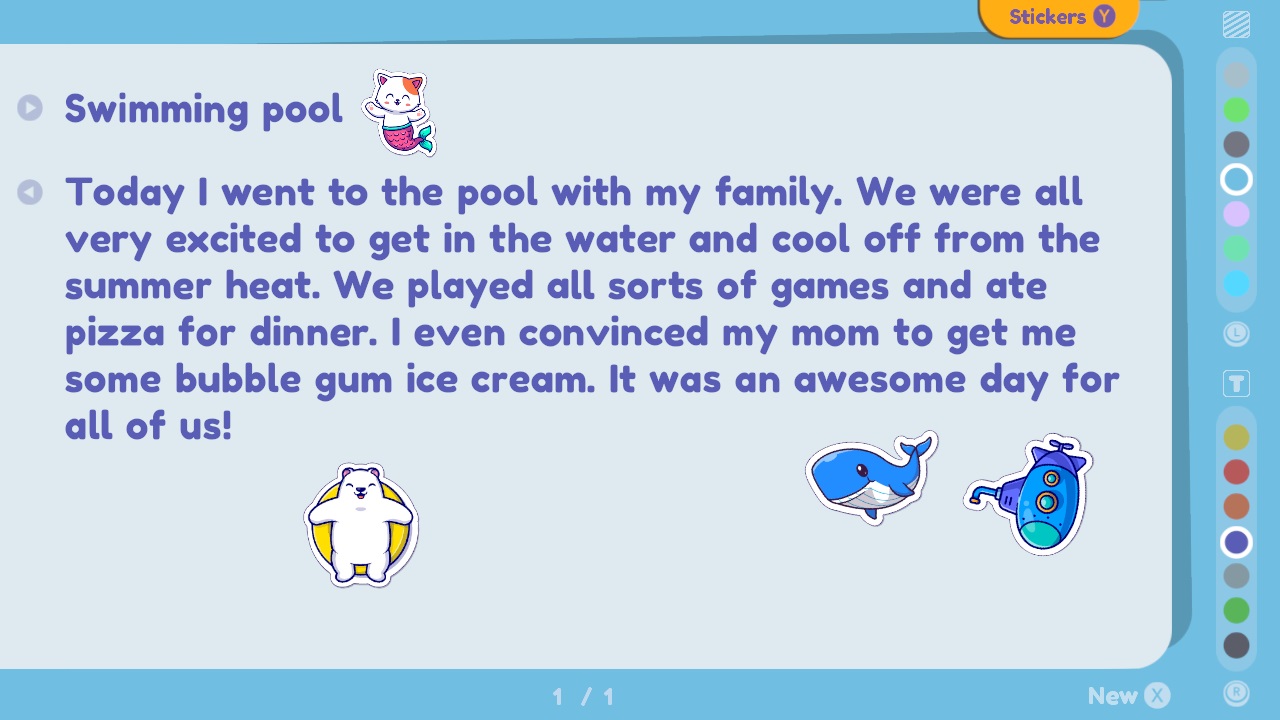 Stickers Y
Swimming pool
Today I went to the pool with my family. We were all
very excited to get in the water and cool off from the
summer heat. We played all sorts of games and ate
pizza for dinner. I even convinced my mom to get me
some bubble gum ice cream. It was an awesome day for
all of us!
L
T
1 / 1
New X
R